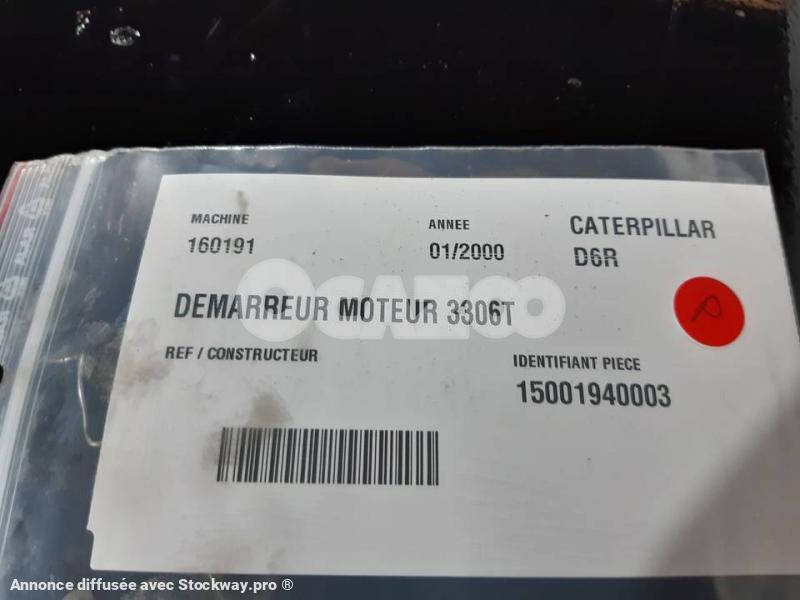 MACHINE
160191
ANNEE
01/2000
CATERPILLAR
D6R
DEMARREUR MOTEUR 3306T
OCAZOO
REF / CONSTRUCTEUR
IDENTIFIANT PIECE
15001940003
Annonce diffusée avec Stockway.pro ®